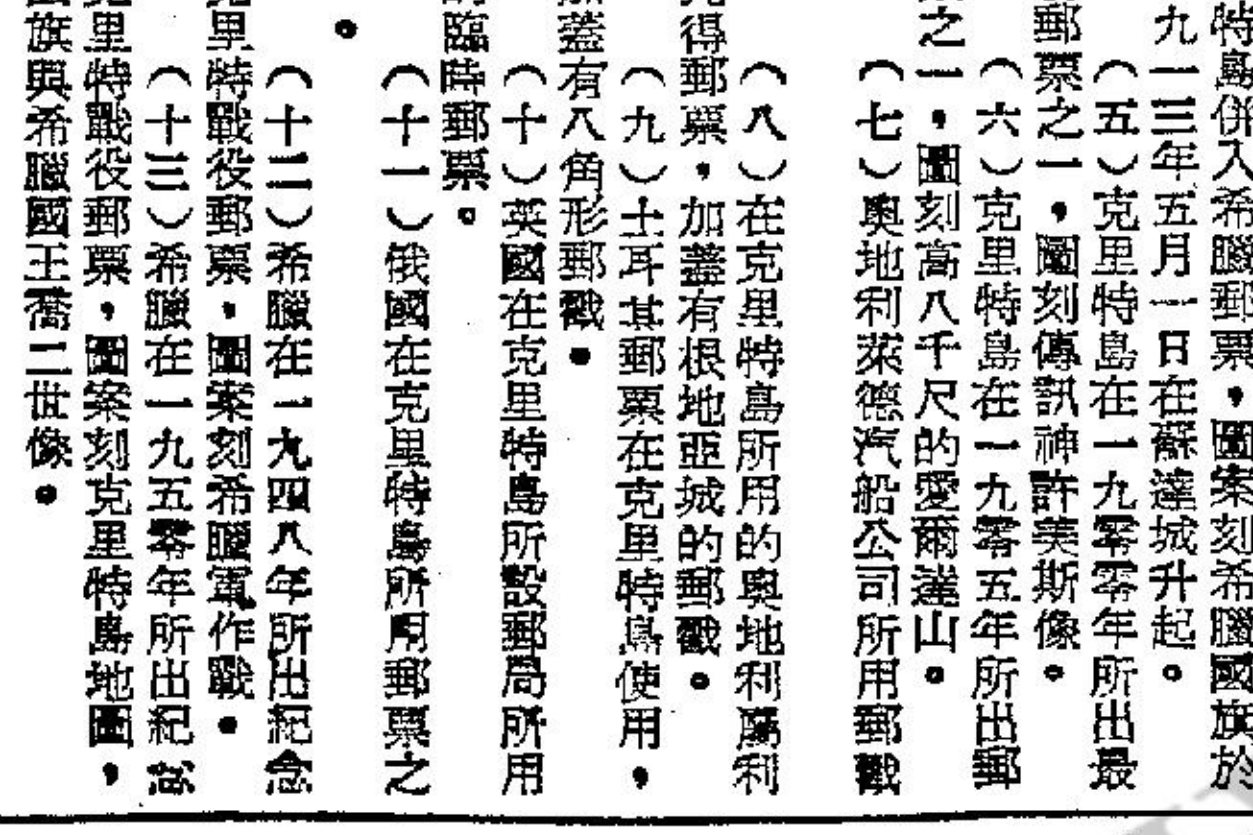 特島併入希臘郵票，圖案刻希臘國旗於
九一三年五月一日在蘇達城升起。
（五）克里特島在一九零零年所出最
郵票之一，圖刻傳訊神許美斯像。
（六）克里特島在一九零五年所出郵
之一，圖刻高八千尺的愛爾達山。
（七）奧地利萊德汽船公司所用郵戳
（八）在克里特島所用的奧地利薦利
得郵票，加蓋有根地亞城的郵戳。
（九）土耳其郵票在克里特島使用，
加蓋有八角形郵戳。
（十）英國在克里特島所設郵局所用
的臨時郵票。
（十一）俄國在克里特島所用郵票之
。
（十二）希臘在一九四八年所出紀念
克里特戰役郵票，圖案刻希臘軍作戰。
（十三）希臘在一九五零年所出紀念
克里特戰役郵票，圖案刻克里特島地圖，
旗與希臘國王喬二世像。